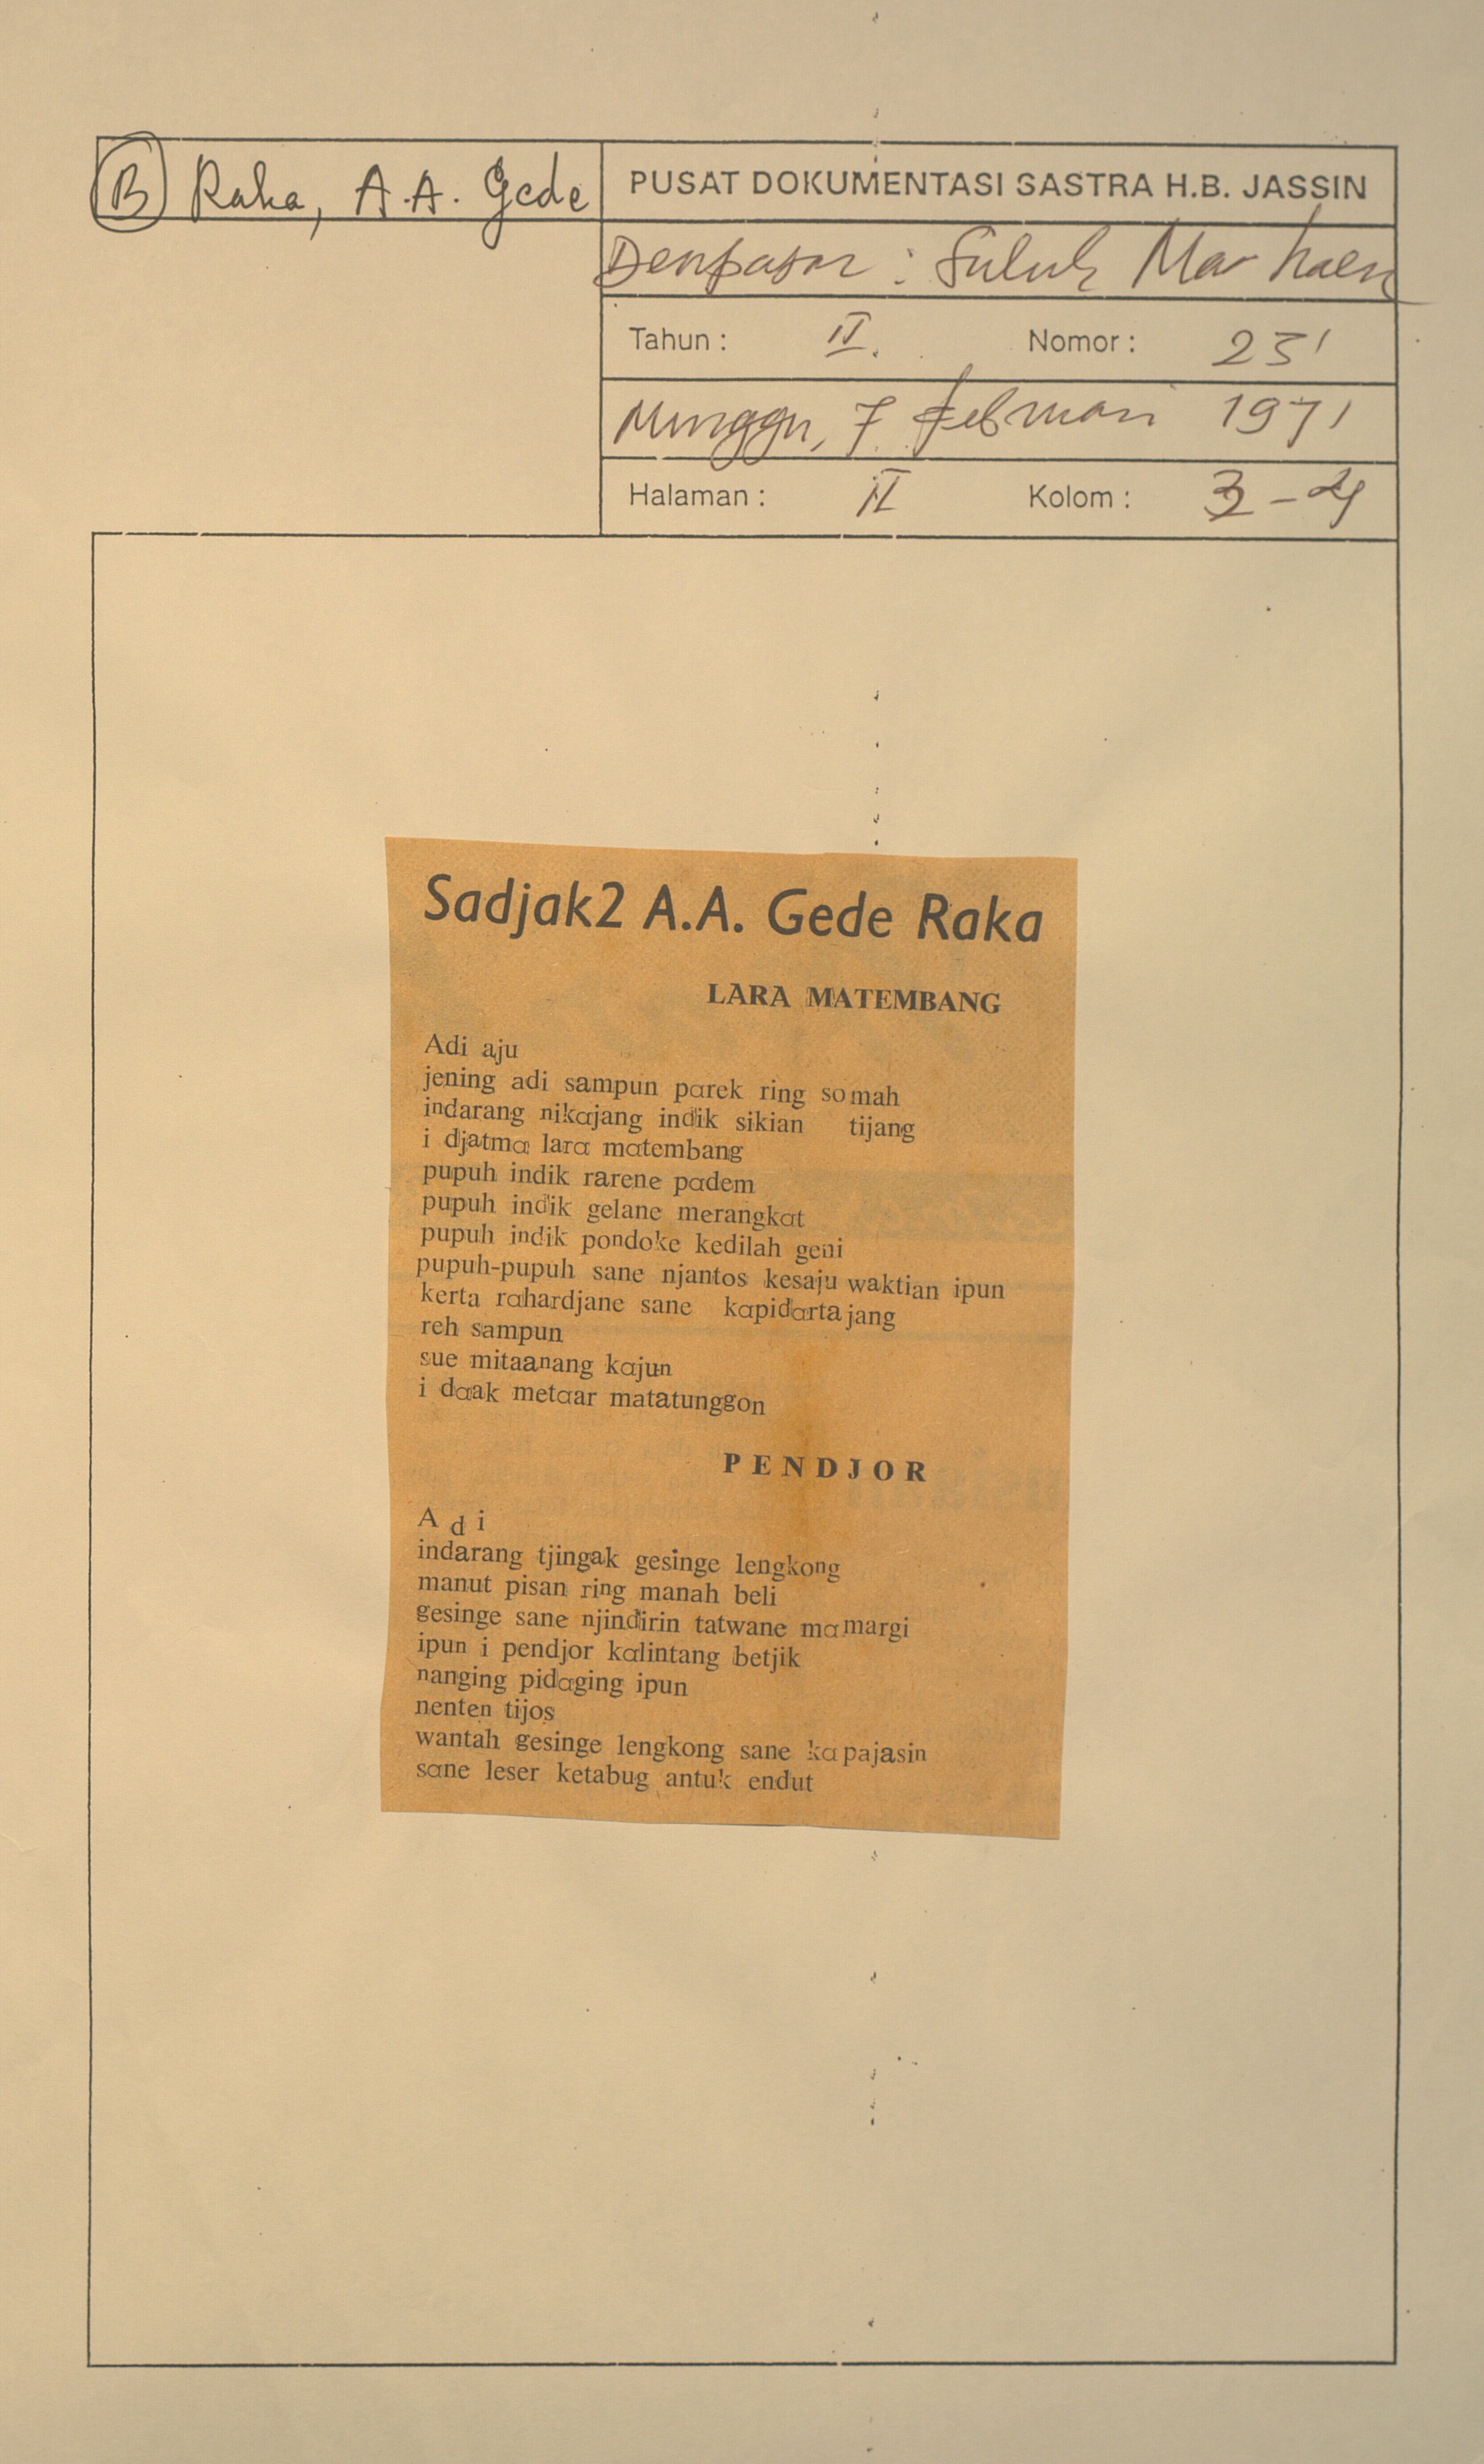 B Raka, A.A. Gede
PUSAT DOKUMENTASI SASTRA H.B. JASSIN
Denpasar : Suluh Marhaen
Tahun : II. Nomor : 231
Minggu, 7 Februari 1971
Halaman : II Kolom : 3-4
Sadjak2 A.A. Gede Raka
LARA MATEMBANG
Adi aju
jening adi sampun parek ring somah
indarang nikajang indik sikian tijang
i djatma lara matembang
pupuh indik rarene padem
pupuh indik gelane merangkat
pupuh indik pondoke kedilah geni
pupuh-pupuh sane njantos kesaju waktian ipun
kerta rahardjane sane kapidarta jang
reh sampun
sue mitaanang kajun
i daak metaar matatunggon
PENDJOR
Adi
indarang tjingak gesinge lengkong
manut pisan ring manah beli
gesinge sane njindirin tatwane mamargi
ipun i pendjor kalintang betjik
nanging pidaging ipun
nenten tijos
wantah gesinge lengkong sane kapajasin
sane leser ketabug antuk endut